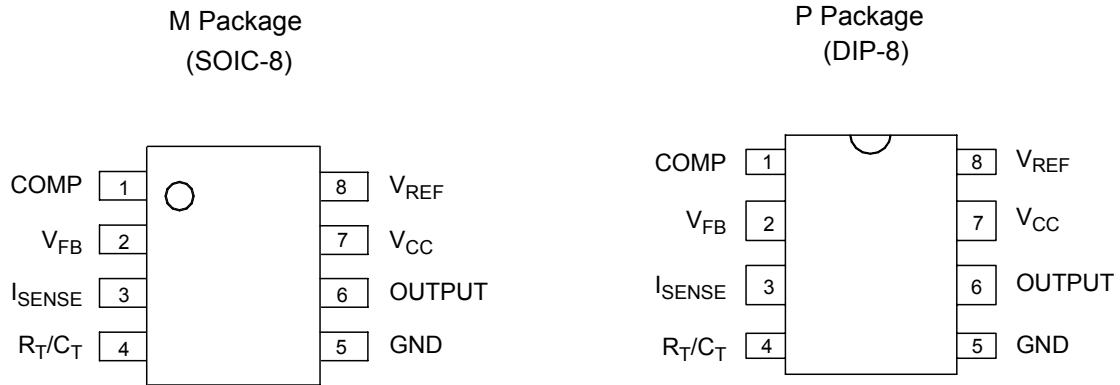 M Package
(SOIC-8)
COMP 1
8 VREF
VFB 2
7 VCC
ISENSE 3
6 OUTPUT
RT/CT 4
5 GND
P Package
(DIP-8)
COMP 1
8 VREF
VFB 2
7 VCC
ISENSE 3
6 OUTPUT
RT/CT 4
5 GND